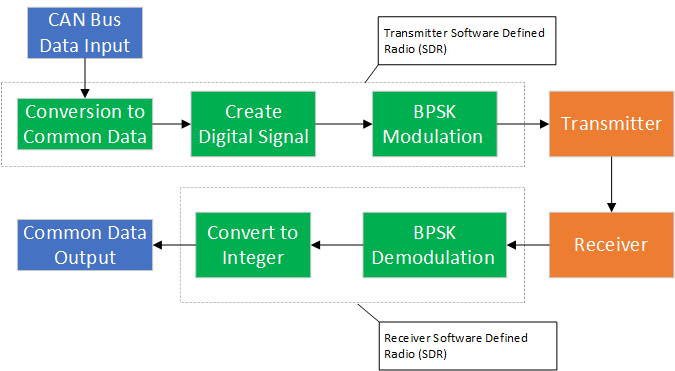 CAN Bus
Data Input
Transmitter Software Defined
Radio (SDR)
Conversion to
Common Data
Create
Digital Signal
BPSK
Modulation
Transmitter
Common Data
Output
Convert to
Integer
BPSK
Demodulation
Receiver
Receiver Software Defined
Radio (SDR)